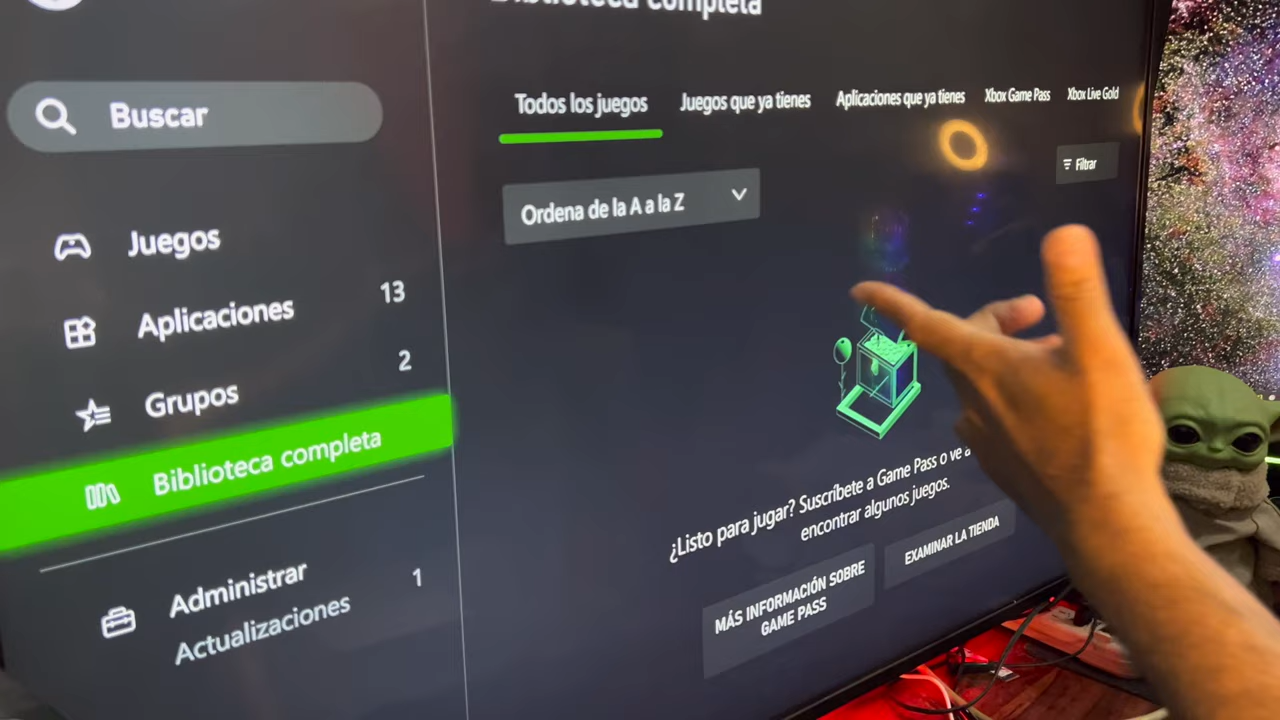 Biblioteca completa
Buscar
Juegos
Aplicaciones 13
Grupos 2
Biblioteca completa
Administrar 1
Actualizaciones
Todos los juegos
Juegos que ya tienes
Aplicaciones que ya tienes
Xbox Game Pass
Xbox Live Gold
Filtrar
Ordena de la A a la Z
¿Listo para jugar? Suscríbete a Game Pass o ve a
encontrar algunos juegos.
MÁS INFORMACIÓN SOBRE
GAME PASS
EXAMINAR LA TIENDA